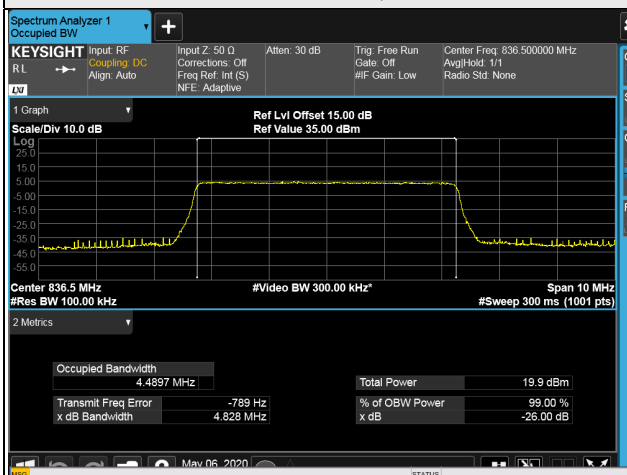 Spectrum Analyzer 1
Occupied BW
KEYSIGHT
RL
LXI
Input: RF
Coupling: DC
Align: Auto
Input Z: 50 Ω
Corrections: Off
Freq Ref: Int (S)
NFE: Adaptive
Atten: 30 dB
Trig: Free Run
Gate: Off
#IF Gain: Low
Center Freq: 836.500000 MHz
Avg|Hold: 1/1
Radio Std: None
1 Graph
Scale/Div 10.0 dB
Ref Lvl Offset 15.00 dB
Ref Value 35.00 dBm
Log
25.0
15.0
5.00
-5.00
-15.0
-25.0
-35.0
-45.0
-55.0
Center 836.5 MHz
#Video BW 300.00 kHz*
Span 10 MHz
#Res BW 100.00 kHz
#Sweep 300 ms (1001 pts)
2 Metrics
Occupied Bandwidth
4.4897 MHz
Total Power 19.9 dBm
Transmit Freq Error -789 Hz
% of OBW Power 99.00 %
x dB Bandwidth 4.828 MHz
x dB -26.00 dB
May 06, 2020
MSG
STATUS